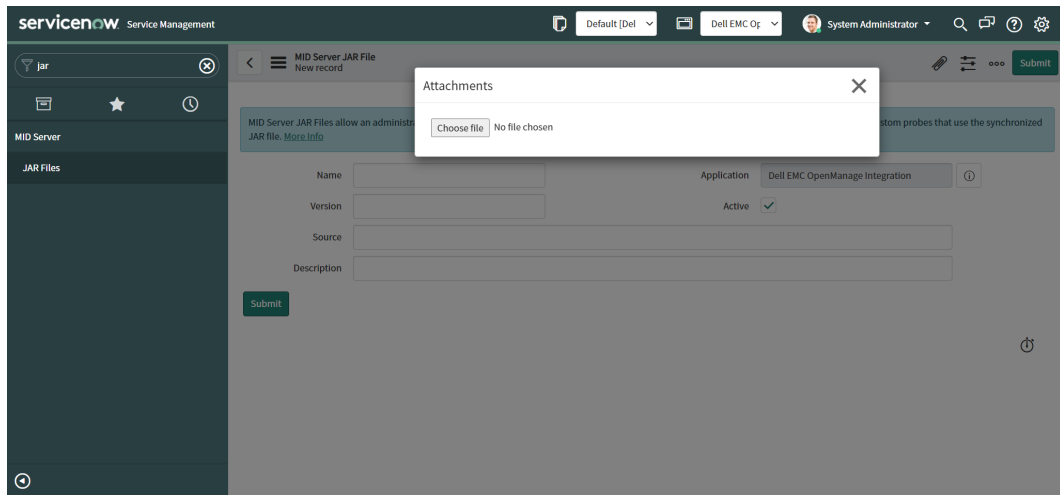 servicenow Service Management
Default [Del
Dell EMC Op
System Administrator
jar
MID Server
JAR Files
MID Server JAR File
New record
Submit
Attachments
Choose file No file chosen
MID Server JAR Files allow an administra
stom probes that use the synchronized
JAR file. More Info
Name
Application Dell EMC OpenManage Integration
Version
Active
Source
Description
Submit